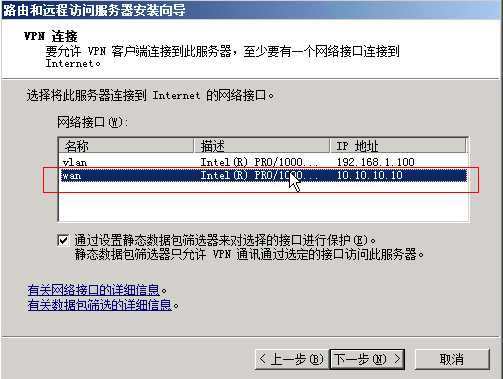 路由和远程访问服务器安装向导
VPN 连接
要允许 VPN 客户端连接到此服务器，至少要有一个网络接口连接到
Internet。
选择将此服务器连接到 Internet 的网络接口。
网络接口(W):
名称 描述 IP 地址
vlan Intel(R) PRO/1000... 192.168.1.100
wan Intel(R) PRO/1000... 10.10.10.10
通过设置静态数据包筛选器来对选择的接口进行保护(E)。
静态数据包筛选器只允许 VPN 通讯通过选定的接口访问此服务器。
有关网络接口的详细信息。
有关数据包筛选的详细信息。
< 上一步(B) 下一步(N) > 取消